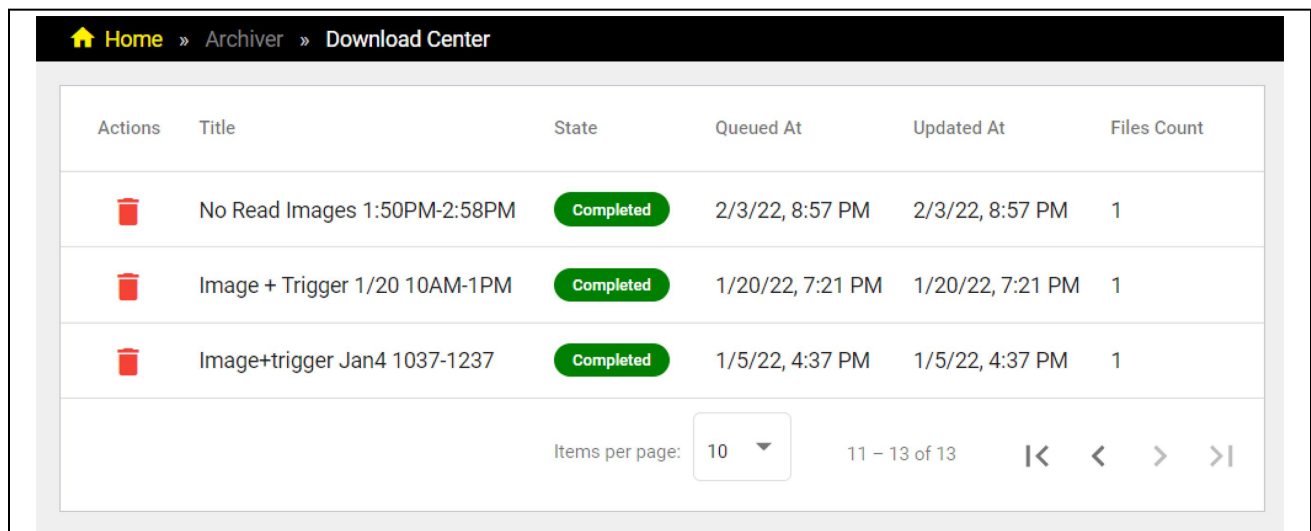 Home » Archiver » Download Center
Actions Title State Queued At Updated At Files Count
No Read Images 1:50PM-2:58PM Completed 2/3/22, 8:57 PM 2/3/22, 8:57 PM 1
Image + Trigger 1/20 10AM-1PM Completed 1/20/22, 7:21 PM 1/20/22, 7:21 PM 1
Image+trigger Jan4 1037-1237 Completed 1/5/22, 4:37 PM 1/5/22, 4:37 PM 1
Items per page: 10 11 – 13 of 13